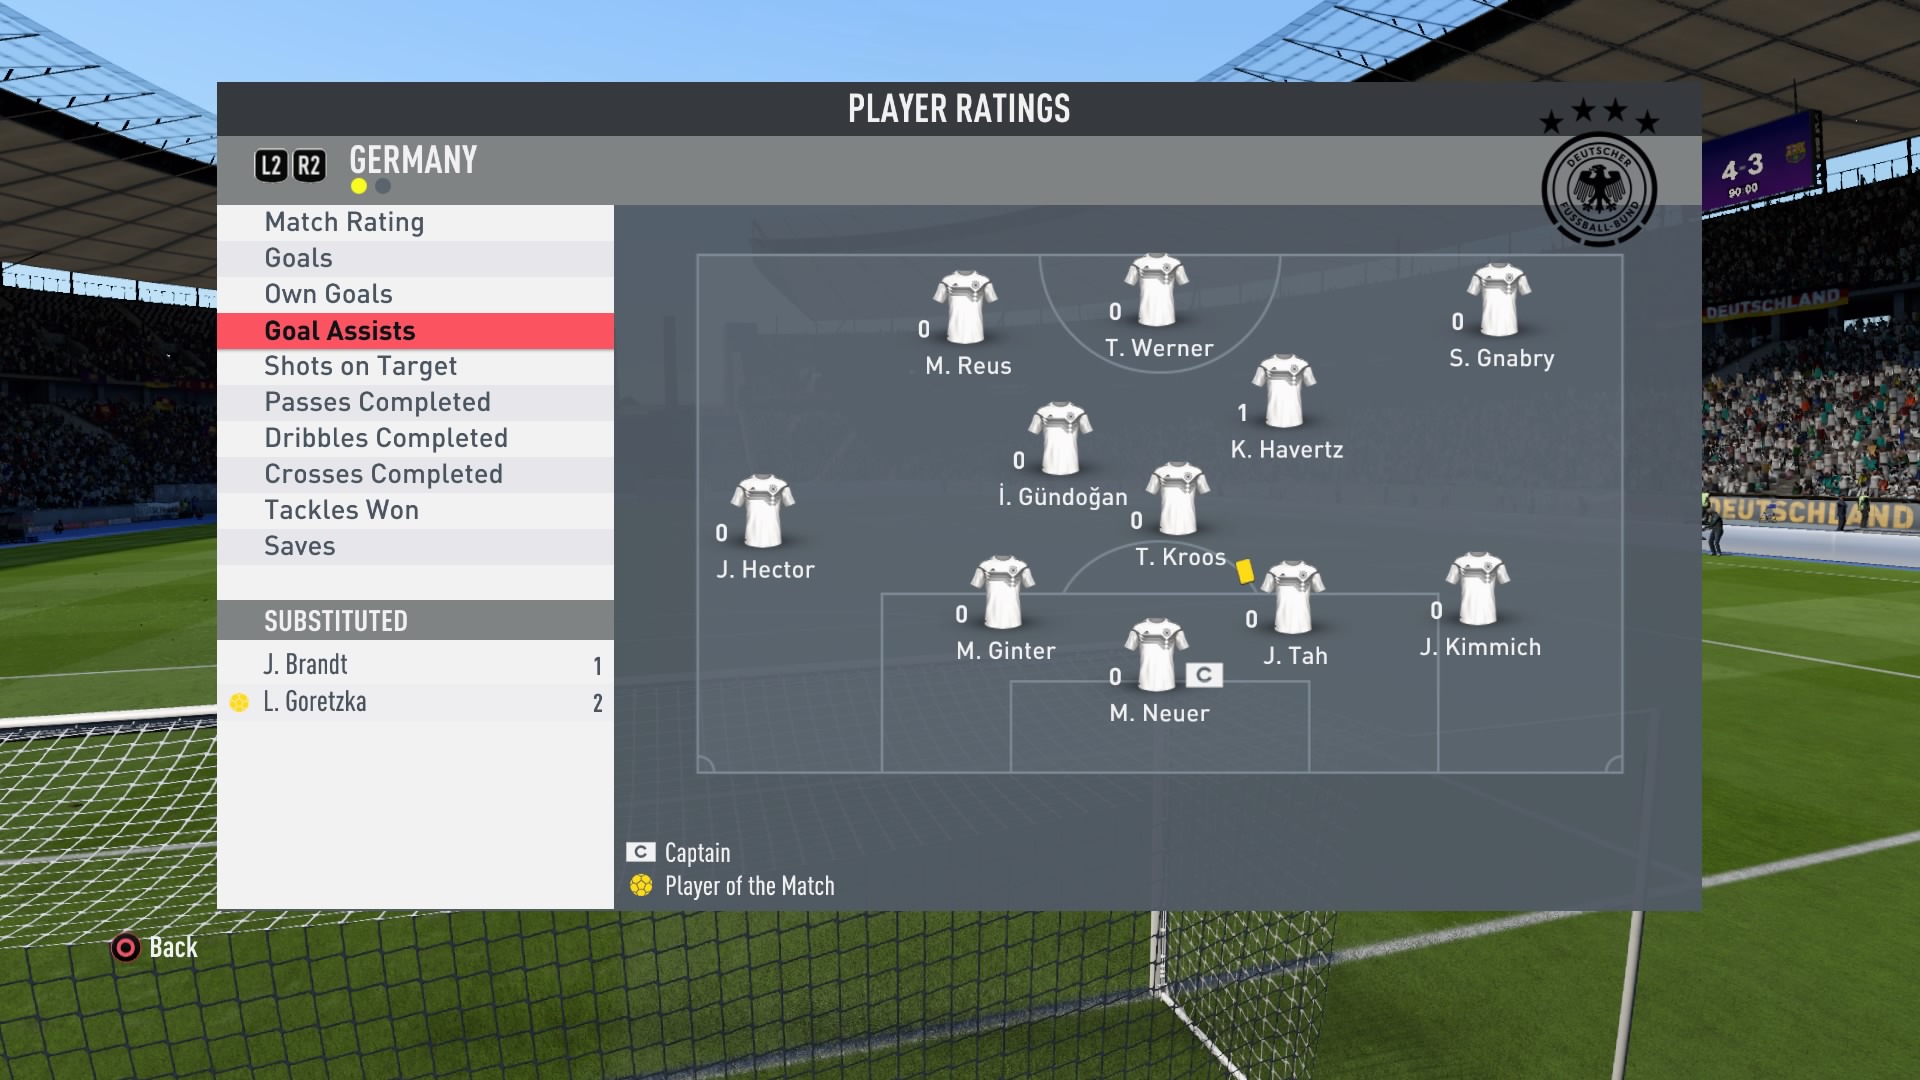 PLAYER RATINGS
L2 R2 GERMANY
DEUTSCHER
FUSSBALL-BUND
4-3
90:00
Match Rating
Goals
Own Goals
Goal Assists
Shots on Target
Passes Completed
Dribbles Completed
Crosses Completed
Tackles Won
Saves
SUBSTITUTED
J. Brandt 1
L. Goretzka 2
0
M. Reus
0
T. Werner
0
S. Gnabry
1
K. Havertz
0
İ. Gündoğan
0
T. Kroos
0
J. Hector
0
M. Ginter
0
J. Tah
0
J. Kimmich
0 C
M. Neuer
C Captain
Player of the Match
Back
DEUTSCHLAND
DEUTSCHLAND